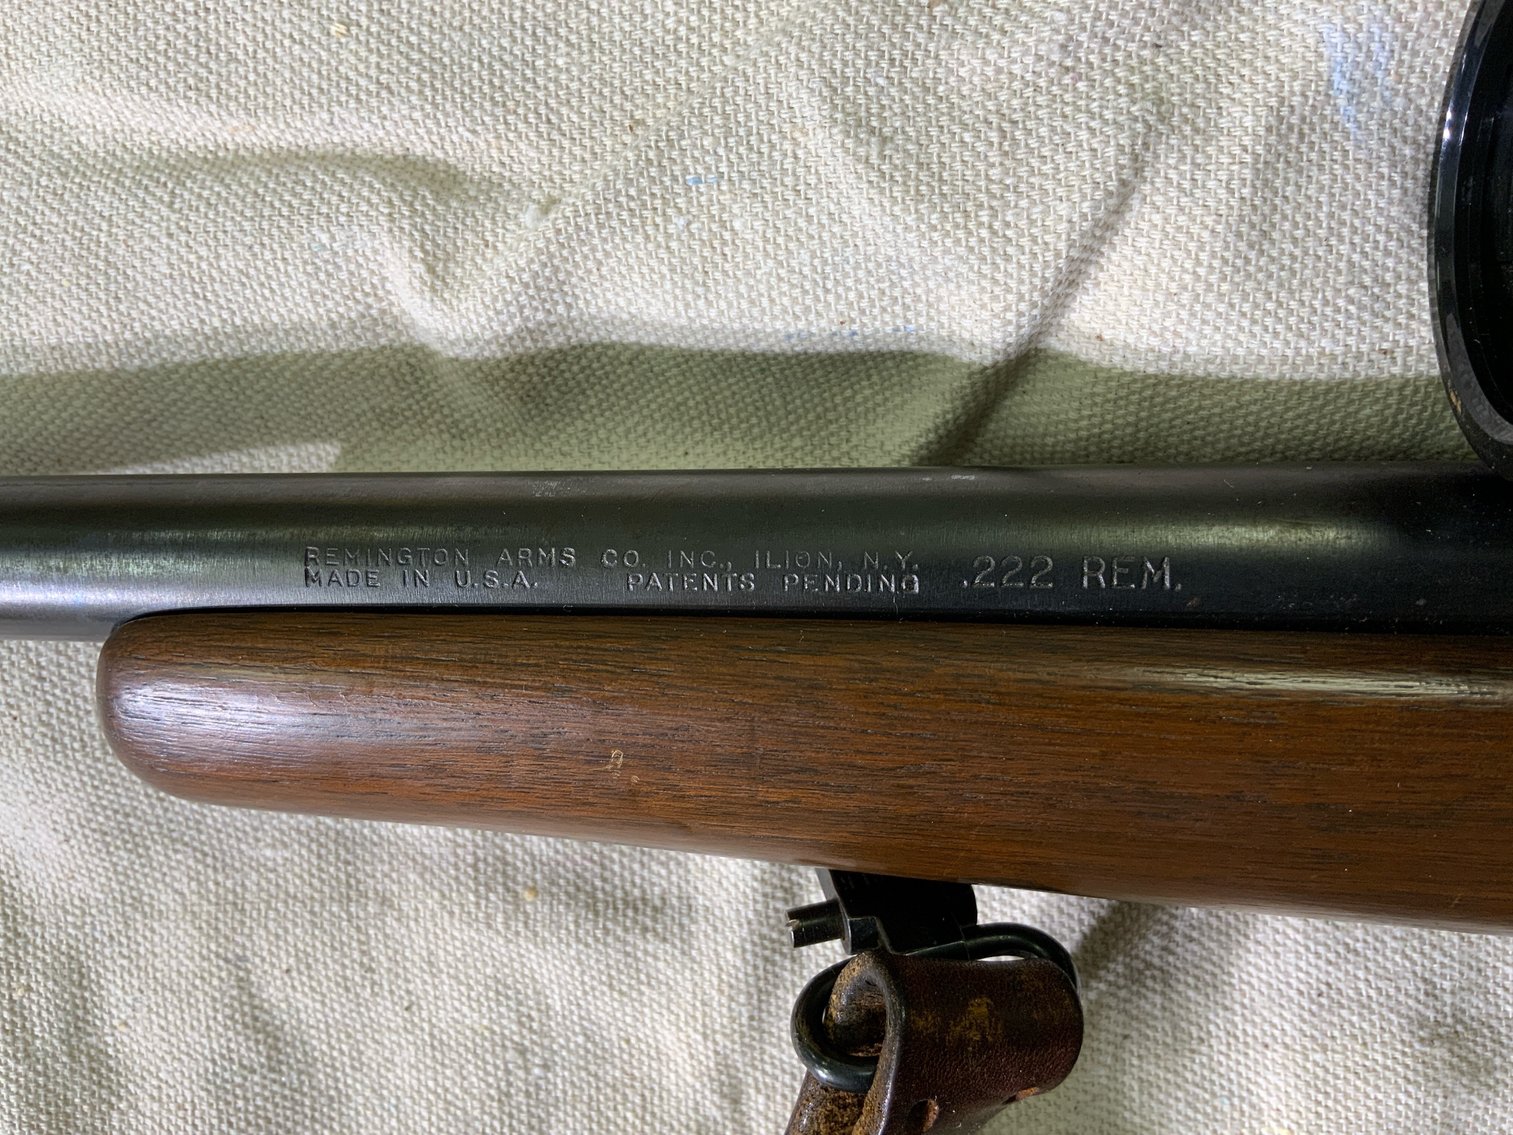 REMINGTON ARMS CO. INC., ILION, N.Y.
MADE IN U.S.A. PATENTS PENDING
.222 REM.